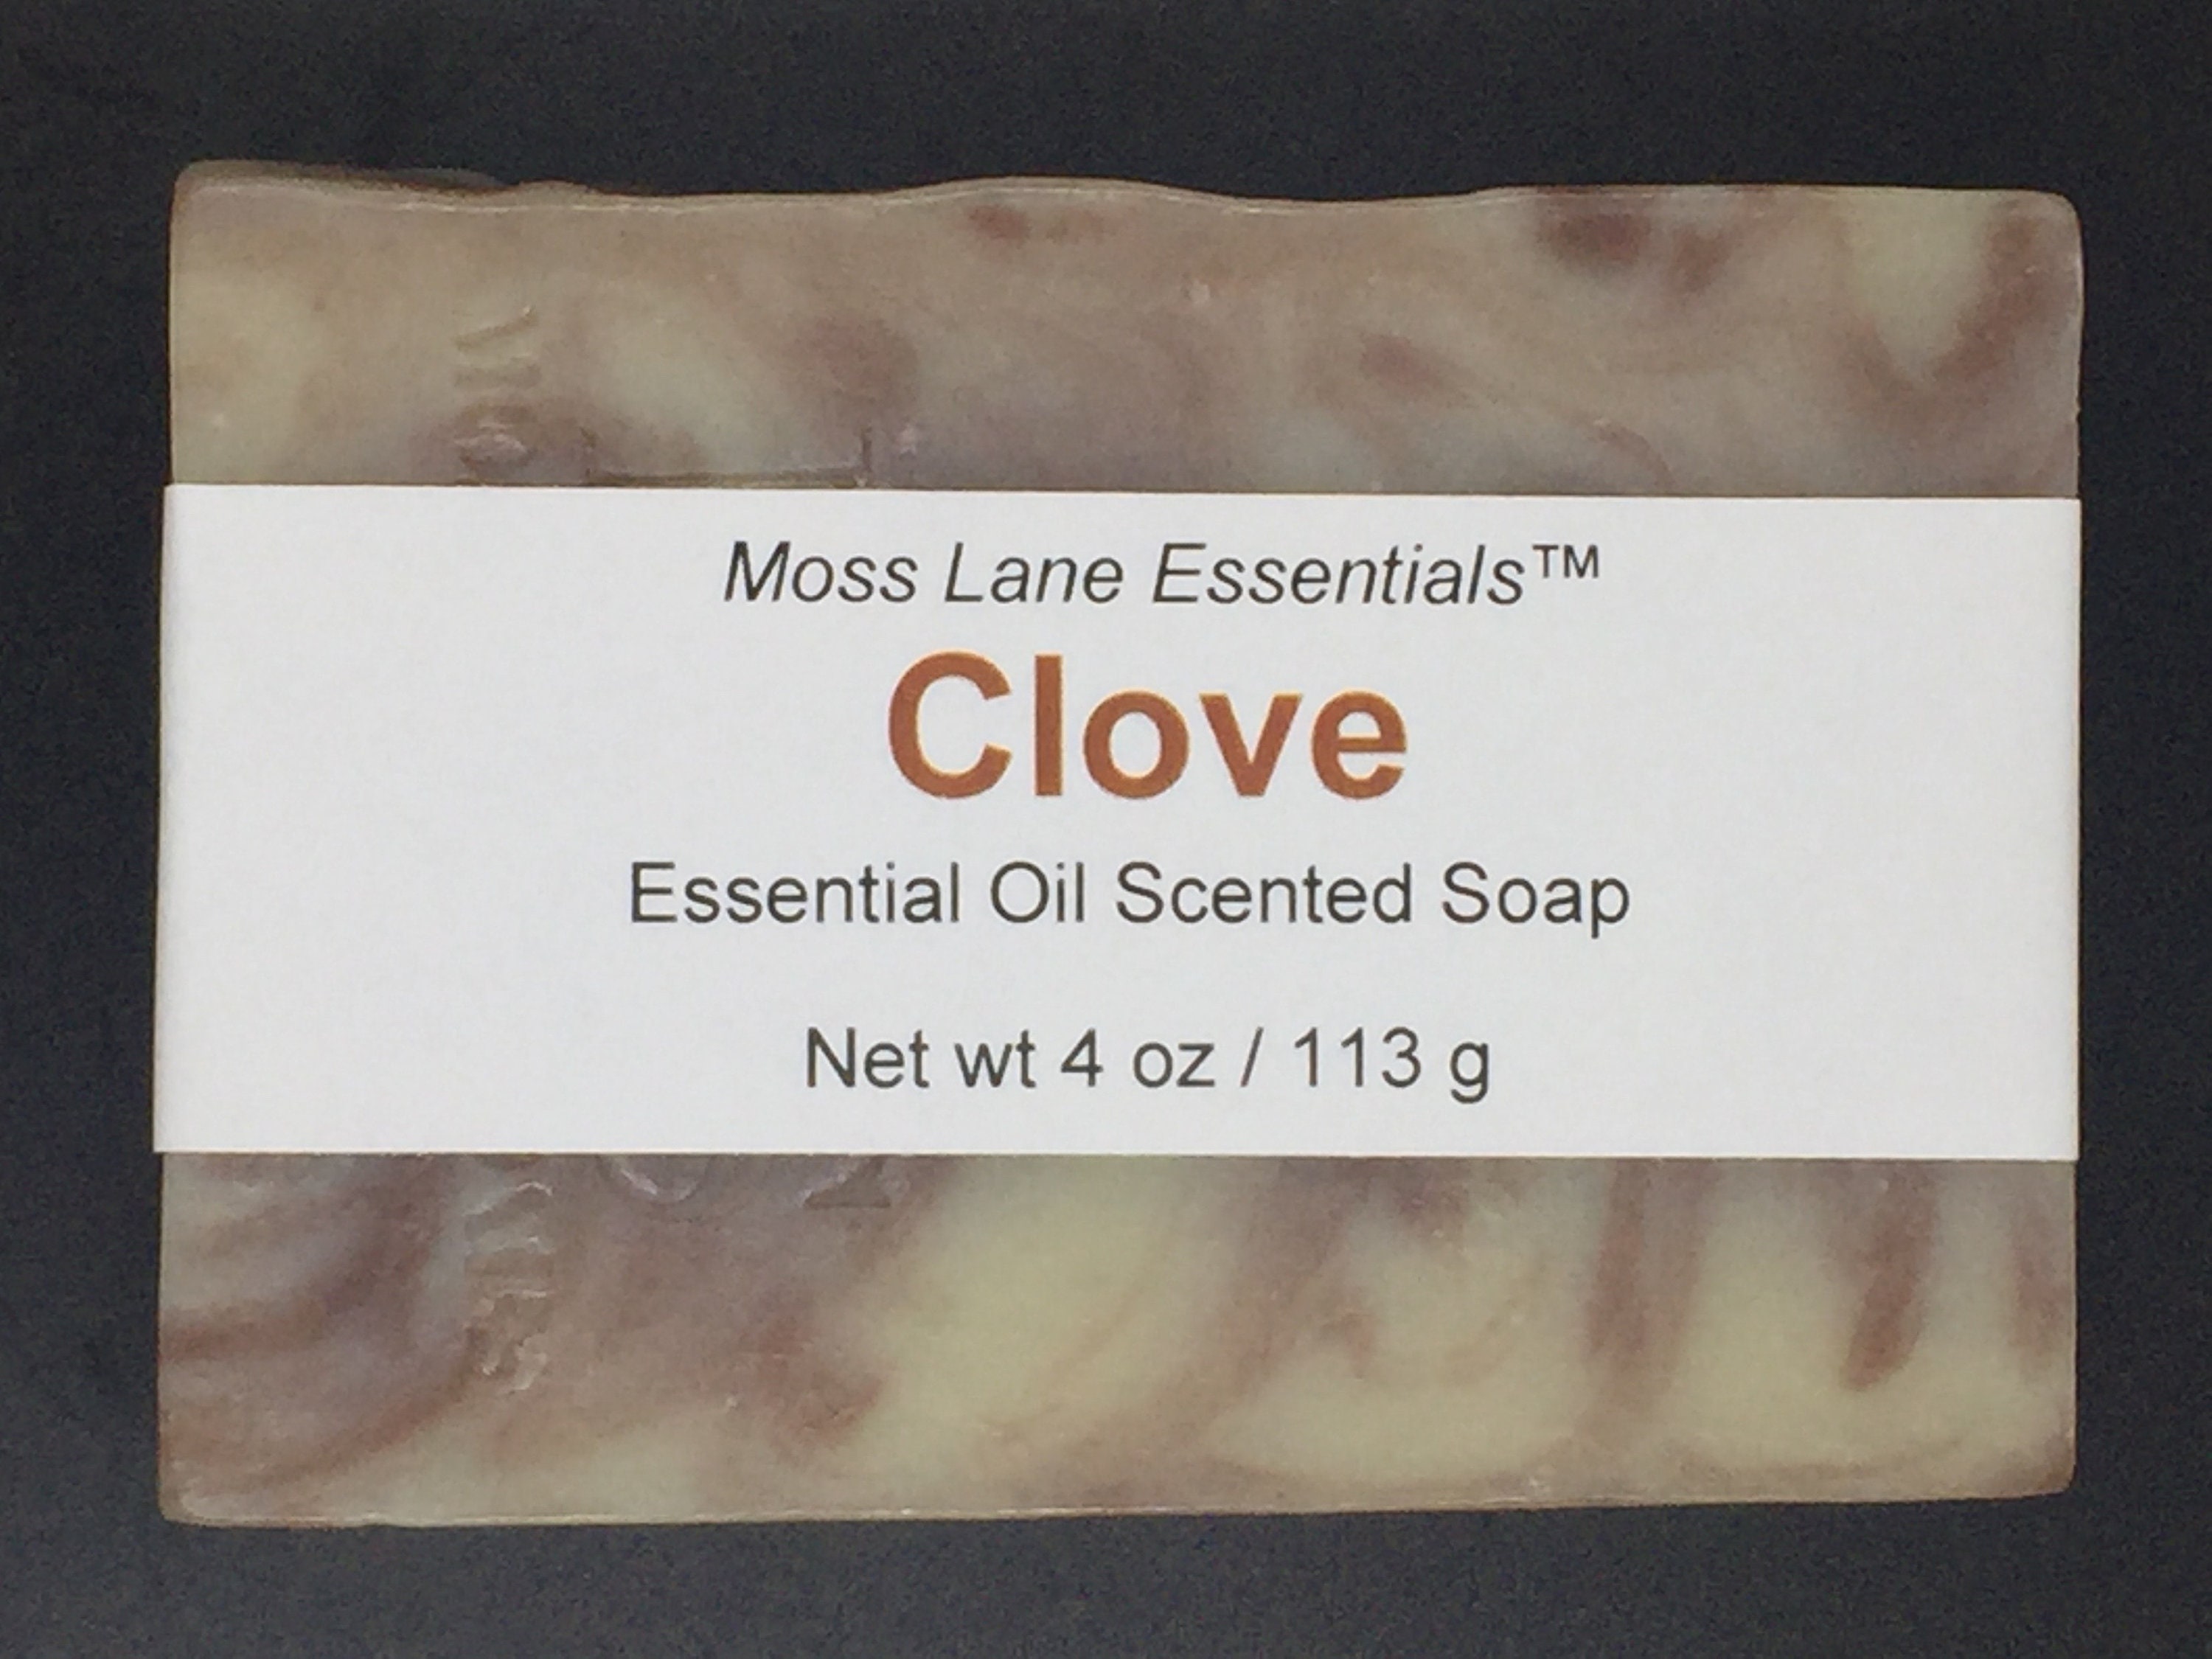 Moss Lane Essentials™
Clove
Essential Oil Scented Soap
Net wt 4 oz / 113 g